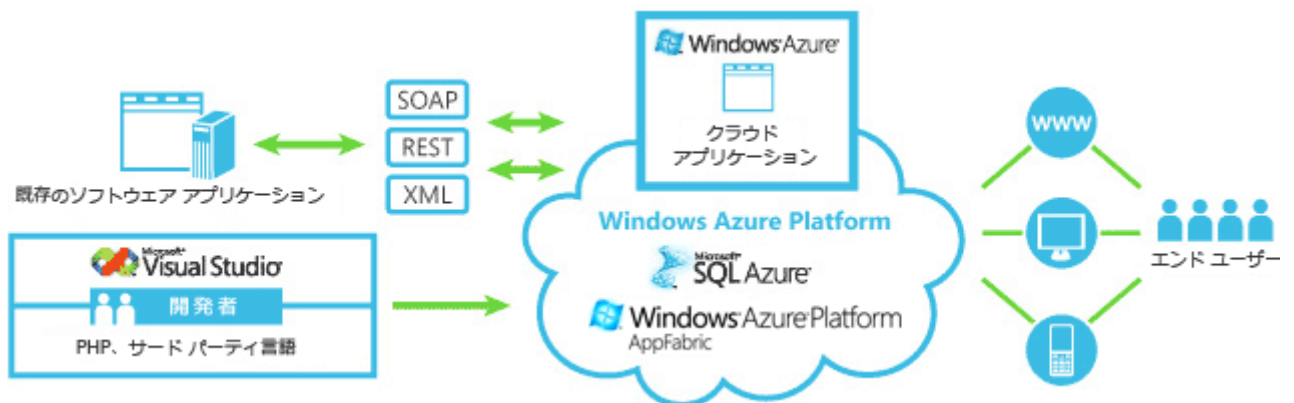 Windows Azure
クラウド
アプリケーション
SOAP
REST
XML
既存のソフトウェア アプリケーション
Microsoft
Visual Studio
開発者
PHP、サード パーティ言語
Windows Azure Platform
Microsoft
SQL Azure
Windows Azure Platform
AppFabric
www
エンド ユーザー